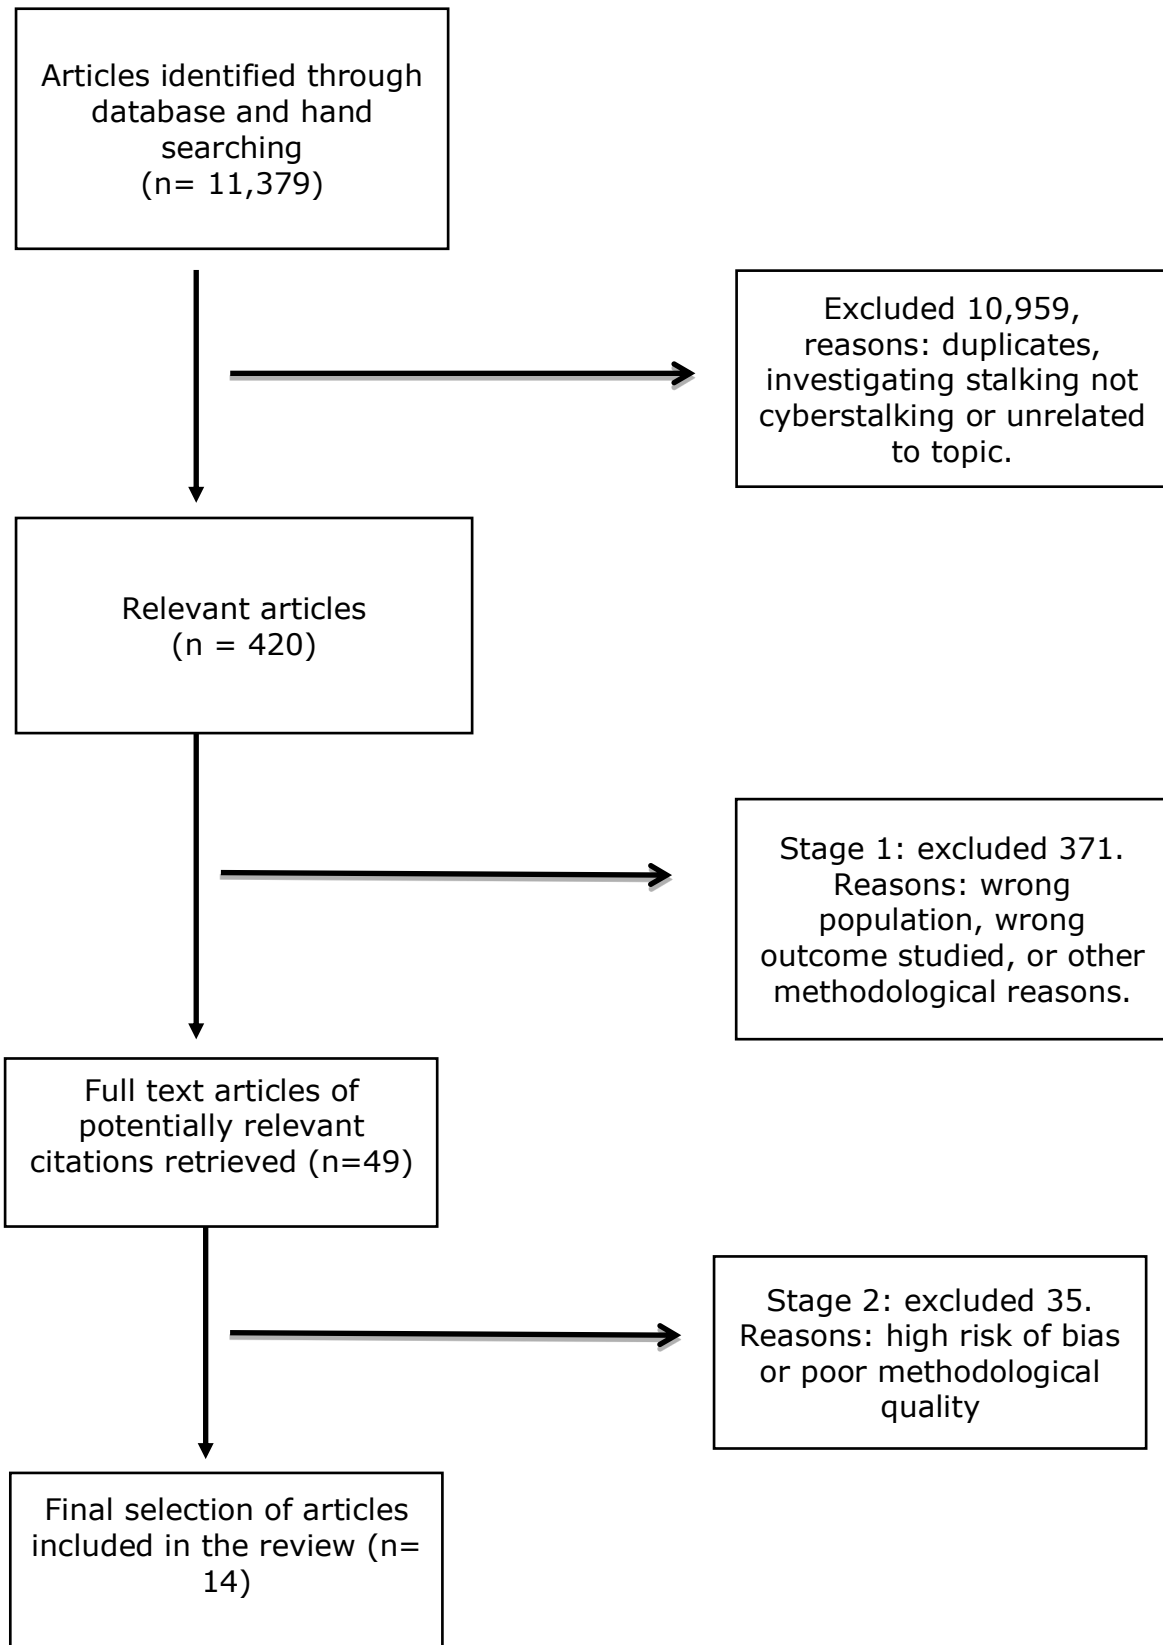 Articles identified through
database and hand
searching
(n= 11,379)
Excluded 10,959,
reasons: duplicates,
investigating stalking not
cyberstalking or unrelated
to topic.
Relevant articles
(n = 420)
Stage 1: excluded 371.
Reasons: wrong
population, wrong
outcome studied, or other
methodological reasons.
Full text articles of
potentially relevant
citations retrieved (n=49)
Stage 2: excluded 35.
Reasons: high risk of bias
or poor methodological
quality
Final selection of articles
included in the review (n=
14)